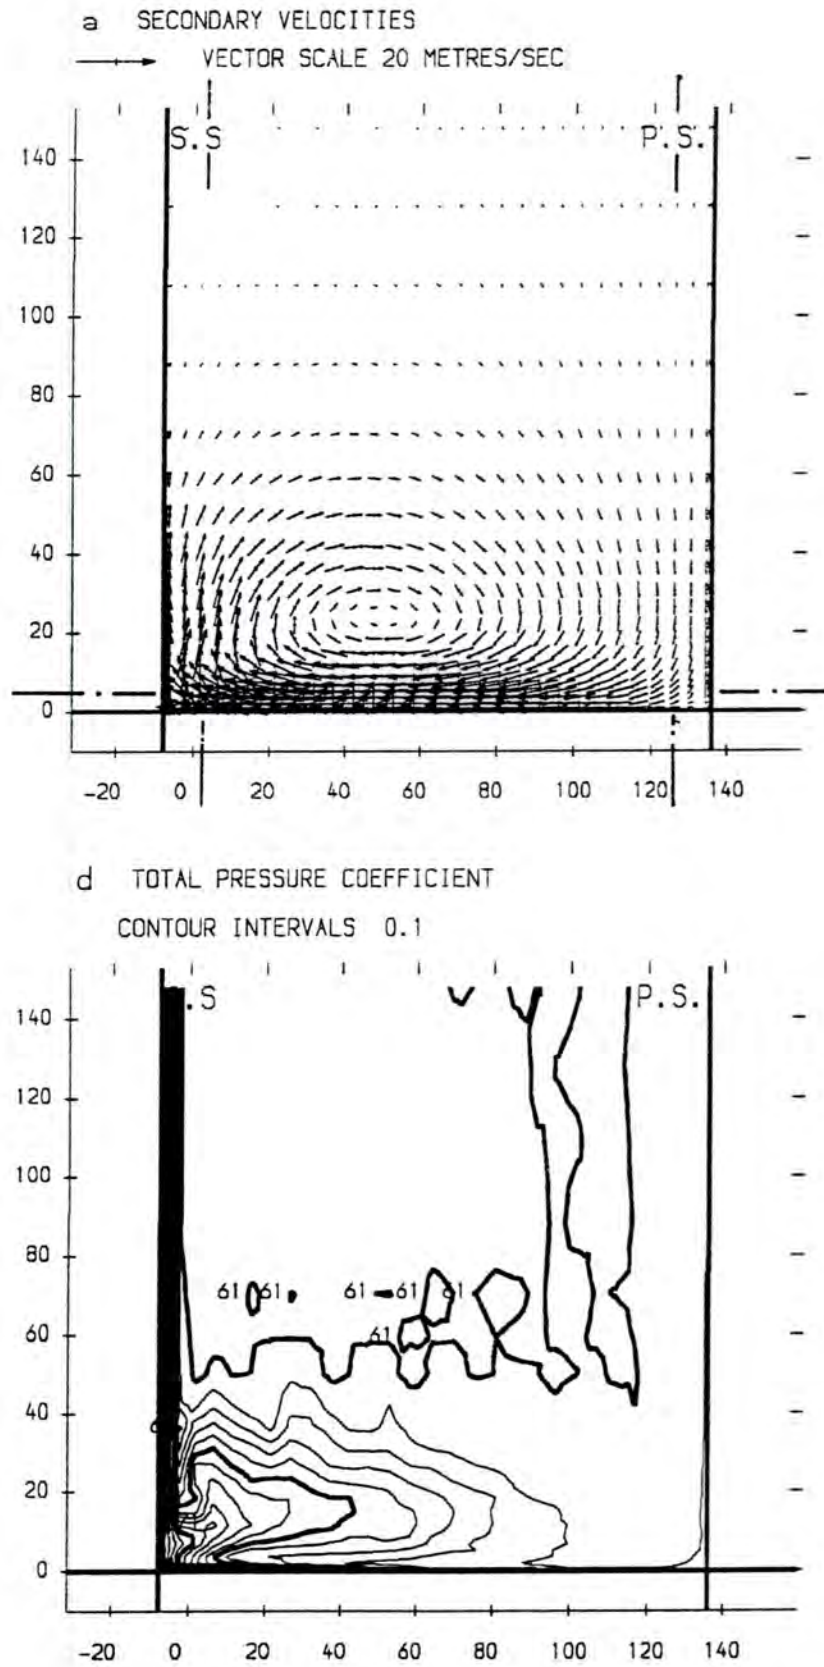 a SECONDARY VELOCITIES
VECTOR SCALE 20 METRES/SEC
S.S P.S.
140
120
100
80
60
40
20
0
-20 0 20 40 60 80 100 120 140
d TOTAL PRESSURE COEFFICIENT
CONTOUR INTERVALS 0.1
.S P.S.
140
120
100
80
61 61 61 61 61
61
60
40
20
0
-20 0 20 40 60 80 100 120 140